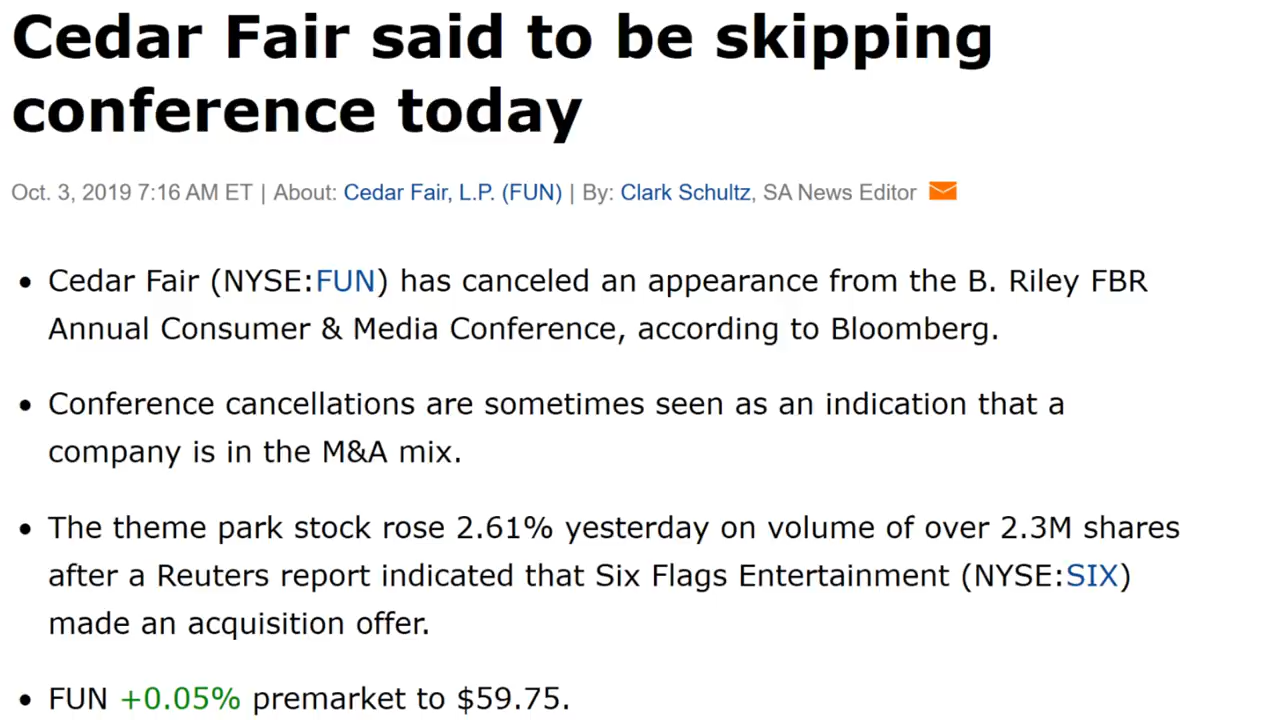 Cedar Fair said to be skipping
conference today
Oct. 3, 2019 7:16 AM ET | About: Cedar Fair, L.P. (FUN) | By: Clark Schultz, SA News Editor
• Cedar Fair (NYSE:FUN) has canceled an appearance from the B. Riley FBR
Annual Consumer & Media Conference, according to Bloomberg.
• Conference cancellations are sometimes seen as an indication that a
company is in the M&A mix.
• The theme park stock rose 2.61% yesterday on volume of over 2.3M shares
after a Reuters report indicated that Six Flags Entertainment (NYSE:SIX)
made an acquisition offer.
• FUN +0.05% premarket to $59.75.